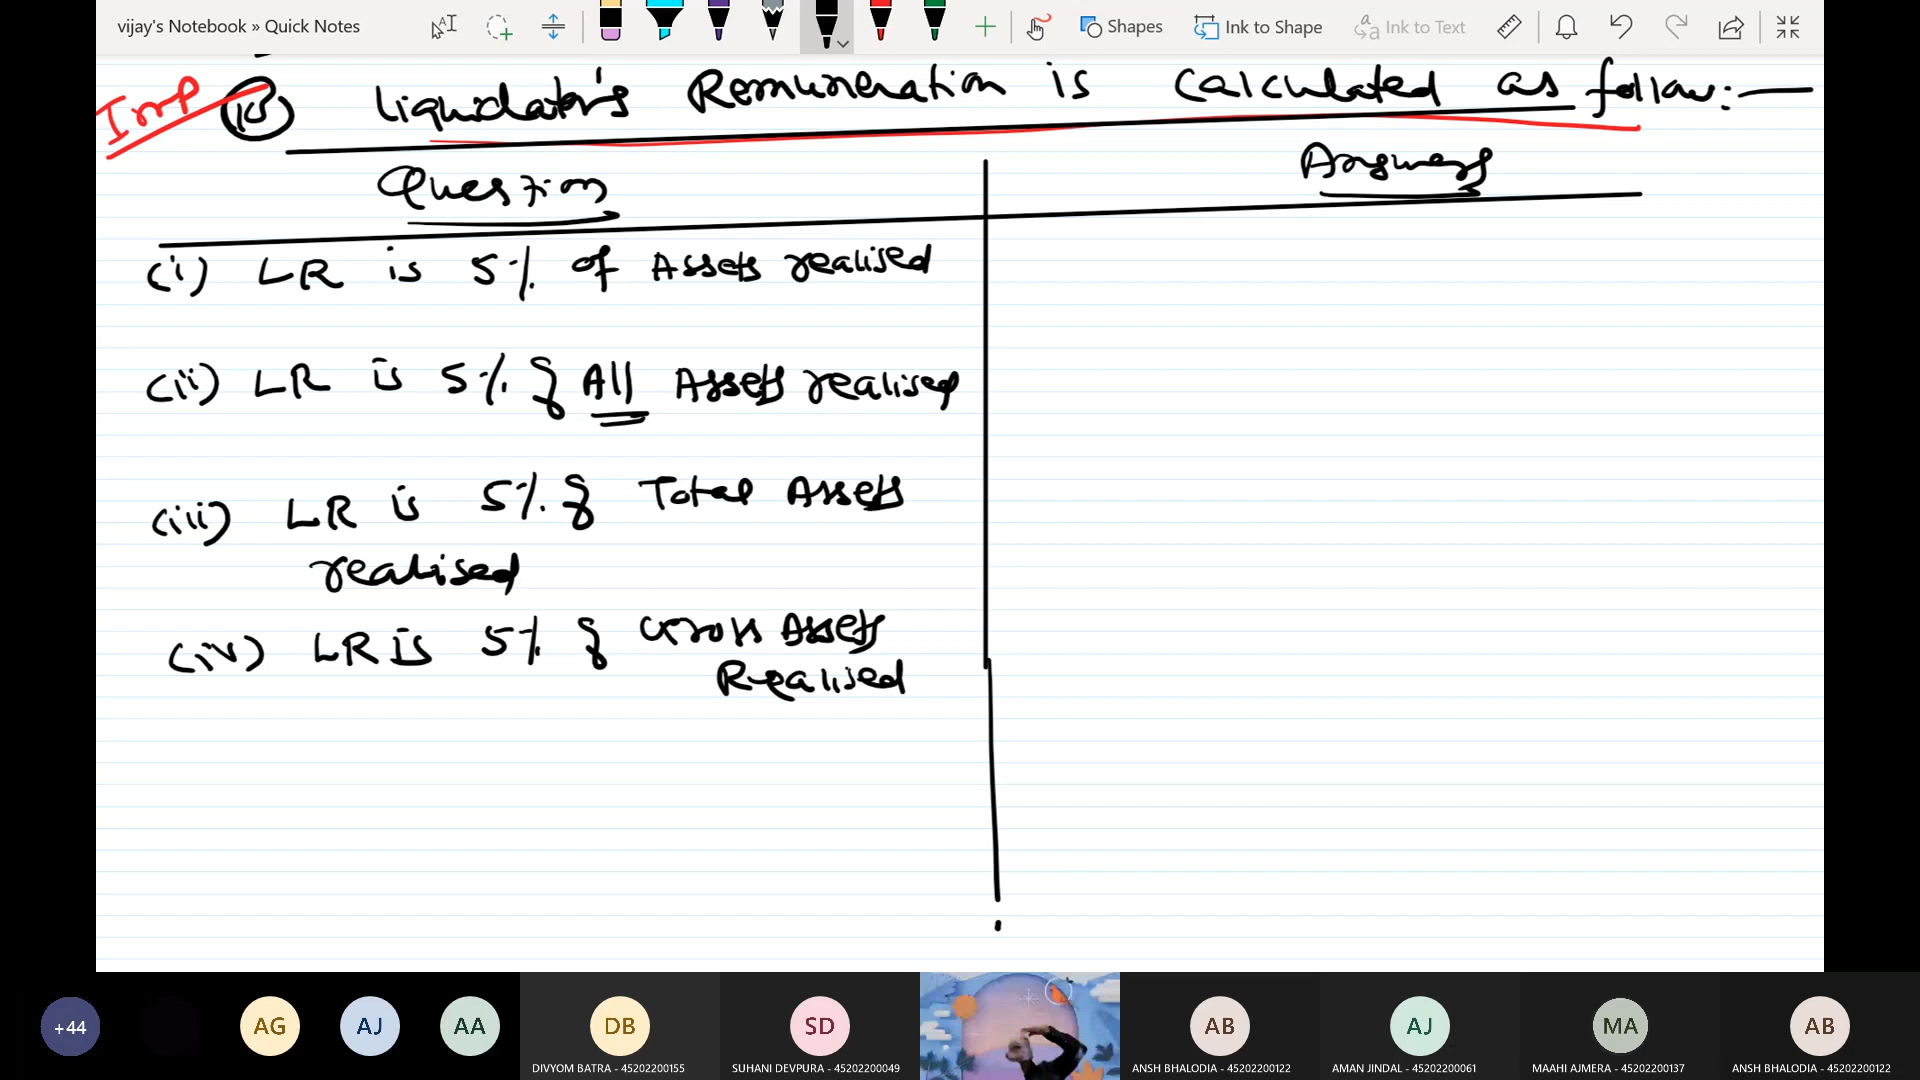 vijay's Notebook » Quick Notes
Shapes
Ink to Shape
Ink to Text
Imp
Liquidator's Remuneration is Calculated as follow:—
Question
Answers
(i) LR is 5% of Assets realised
(ii) LR is 5% of All Assets realised
(iii) LR is 5% of Total Assets
realised
(iv) LR is 5% of Gross Assets
Realised
+44
AG
AJ
AA
DB
SD
AB
AJ
MA
AB
DIVYOM BATRA - 45202200155
SUHANI DEVPURA - 45202200049
ANSH BHALODIA - 45202200122
AMAN JINDAL - 45202200061
MAAHI AJMERA - 45202200137
ANSH BHALODIA - 45202200122